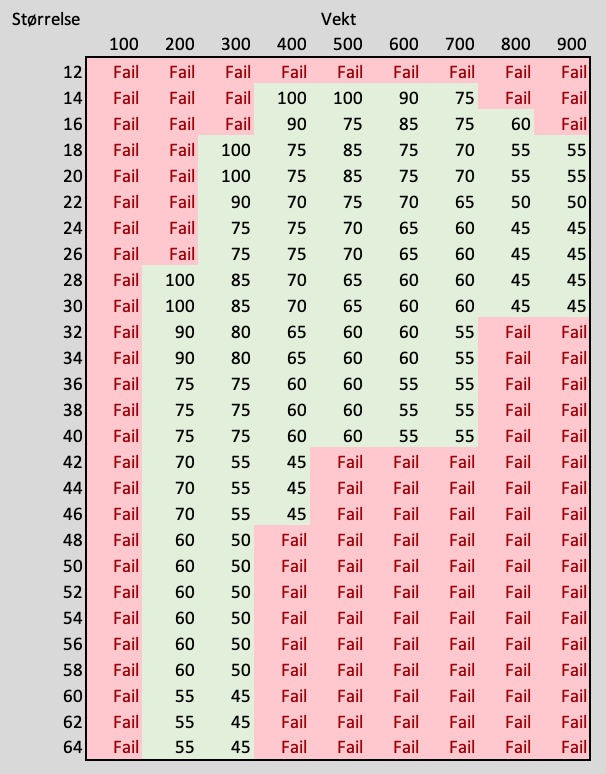 Størrelse Vekt
100 200 300 400 500 600 700 800 900
12 Fail Fail Fail Fail Fail Fail Fail Fail Fail
14 Fail Fail Fail 100 100 90 75 Fail Fail
16 Fail Fail Fail 90 75 85 75 60 Fail
18 Fail Fail 100 75 85 75 70 55 55
20 Fail Fail 100 75 85 75 70 55 55
22 Fail Fail 90 70 75 70 65 50 50
24 Fail Fail 75 75 70 65 60 45 45
26 Fail Fail 75 75 70 65 60 45 45
28 Fail 100 85 70 65 60 60 45 45
30 Fail 100 85 70 65 60 60 45 45
32 Fail 90 80 65 60 60 55 Fail Fail
34 Fail 90 80 65 60 60 55 Fail Fail
36 Fail 75 75 60 60 55 55 Fail Fail
38 Fail 75 75 60 60 55 55 Fail Fail
40 Fail 75 75 60 60 55 55 Fail Fail
42 Fail 70 55 45 Fail Fail Fail Fail Fail
44 Fail 70 55 45 Fail Fail Fail Fail Fail
46 Fail 70 55 45 Fail Fail Fail Fail Fail
48 Fail 60 50 Fail Fail Fail Fail Fail Fail
50 Fail 60 50 Fail Fail Fail Fail Fail Fail
52 Fail 60 50 Fail Fail Fail Fail Fail Fail
54 Fail 60 50 Fail Fail Fail Fail Fail Fail
56 Fail 60 50 Fail Fail Fail Fail Fail Fail
58 Fail 60 50 Fail Fail Fail Fail Fail Fail
60 Fail 55 45 Fail Fail Fail Fail Fail Fail
62 Fail 55 45 Fail Fail Fail Fail Fail Fail
64 Fail 55 45 Fail Fail Fail Fail Fail Fail